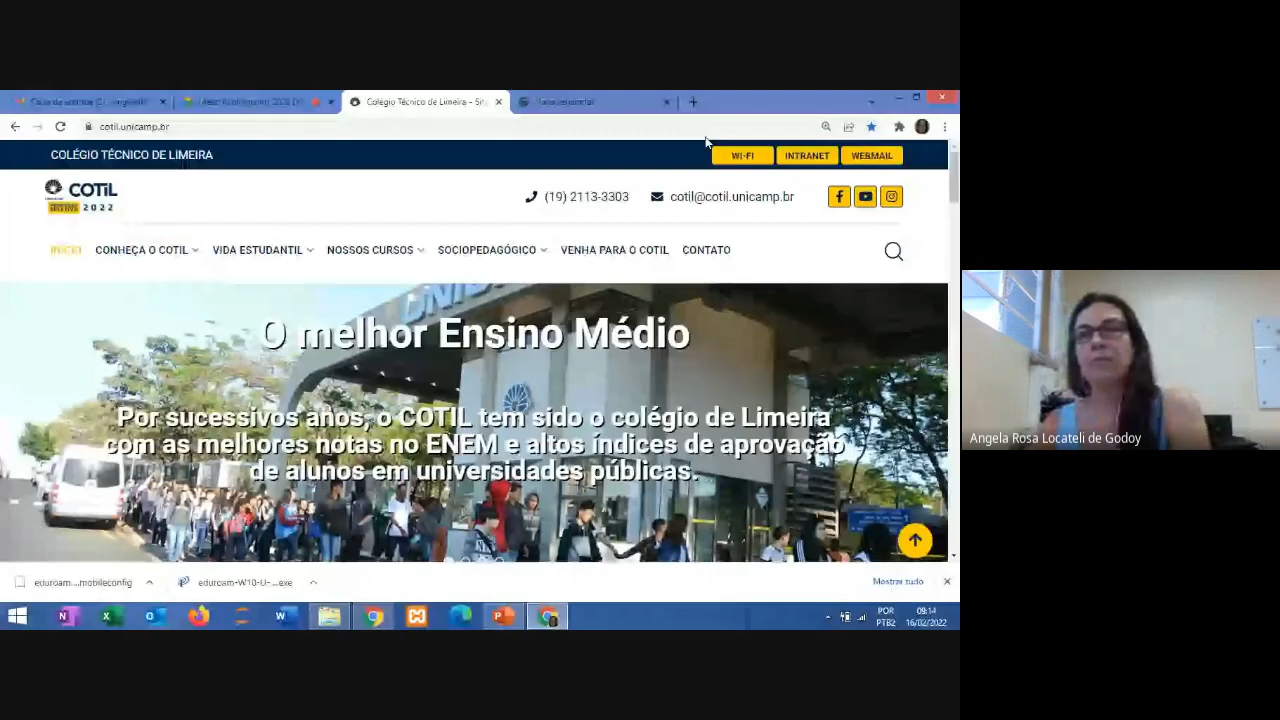 Colégio Técnico de Limeira - Sit
cotil.unicamp.br
COLÉGIO TÉCNICO DE LIMEIRA
WI-FI INTRANET WEBMAIL
COTIL
2022
(19) 2113-3303 cotil@cotil.unicamp.br
INÍCIO CONHEÇA O COTIL VIDA ESTUDANTIL NOSSOS CURSOS SOCIOPEDAGÓGICO VENHA PARA O COTIL CONTATO
O melhor Ensino Médio
Por sucessivos anos, o COTIL tem sido o colégio de Limeira
com as melhores notas no ENEM e altos índices de aprovação
de alunos em universidades públicas.
Angela Rosa Locateli de Godoy
eduroam....mobileconfig eduroam-W10-U-...exe Mostrar tudo
POR 09:14
PTB2 16/02/2022